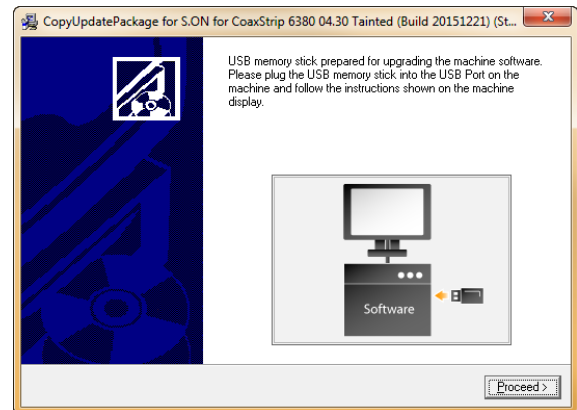 CopyUpdatePackage for S.ON for CoaxStrip 6380 04.30 Tainted (Build 20151221) (St...
USB memory stick prepared for upgrading the machine software.
Please plug the USB memory stick into the USB Port on the
machine and follow the instructions shown on the machine
display.
Software
Proceed >